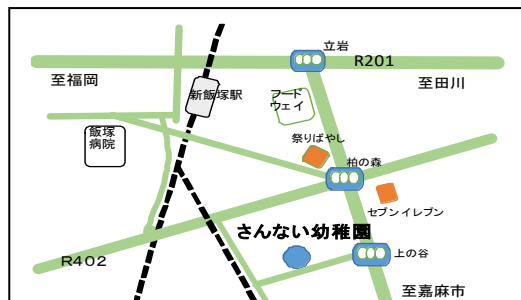 立岩
R201
至福岡
至田川
新飯塚駅
フード
ウェイ
飯塚
病院
祭りばやし
柏の森
セブンイレブン
さんない幼稚園
上の谷
R402
至嘉麻市